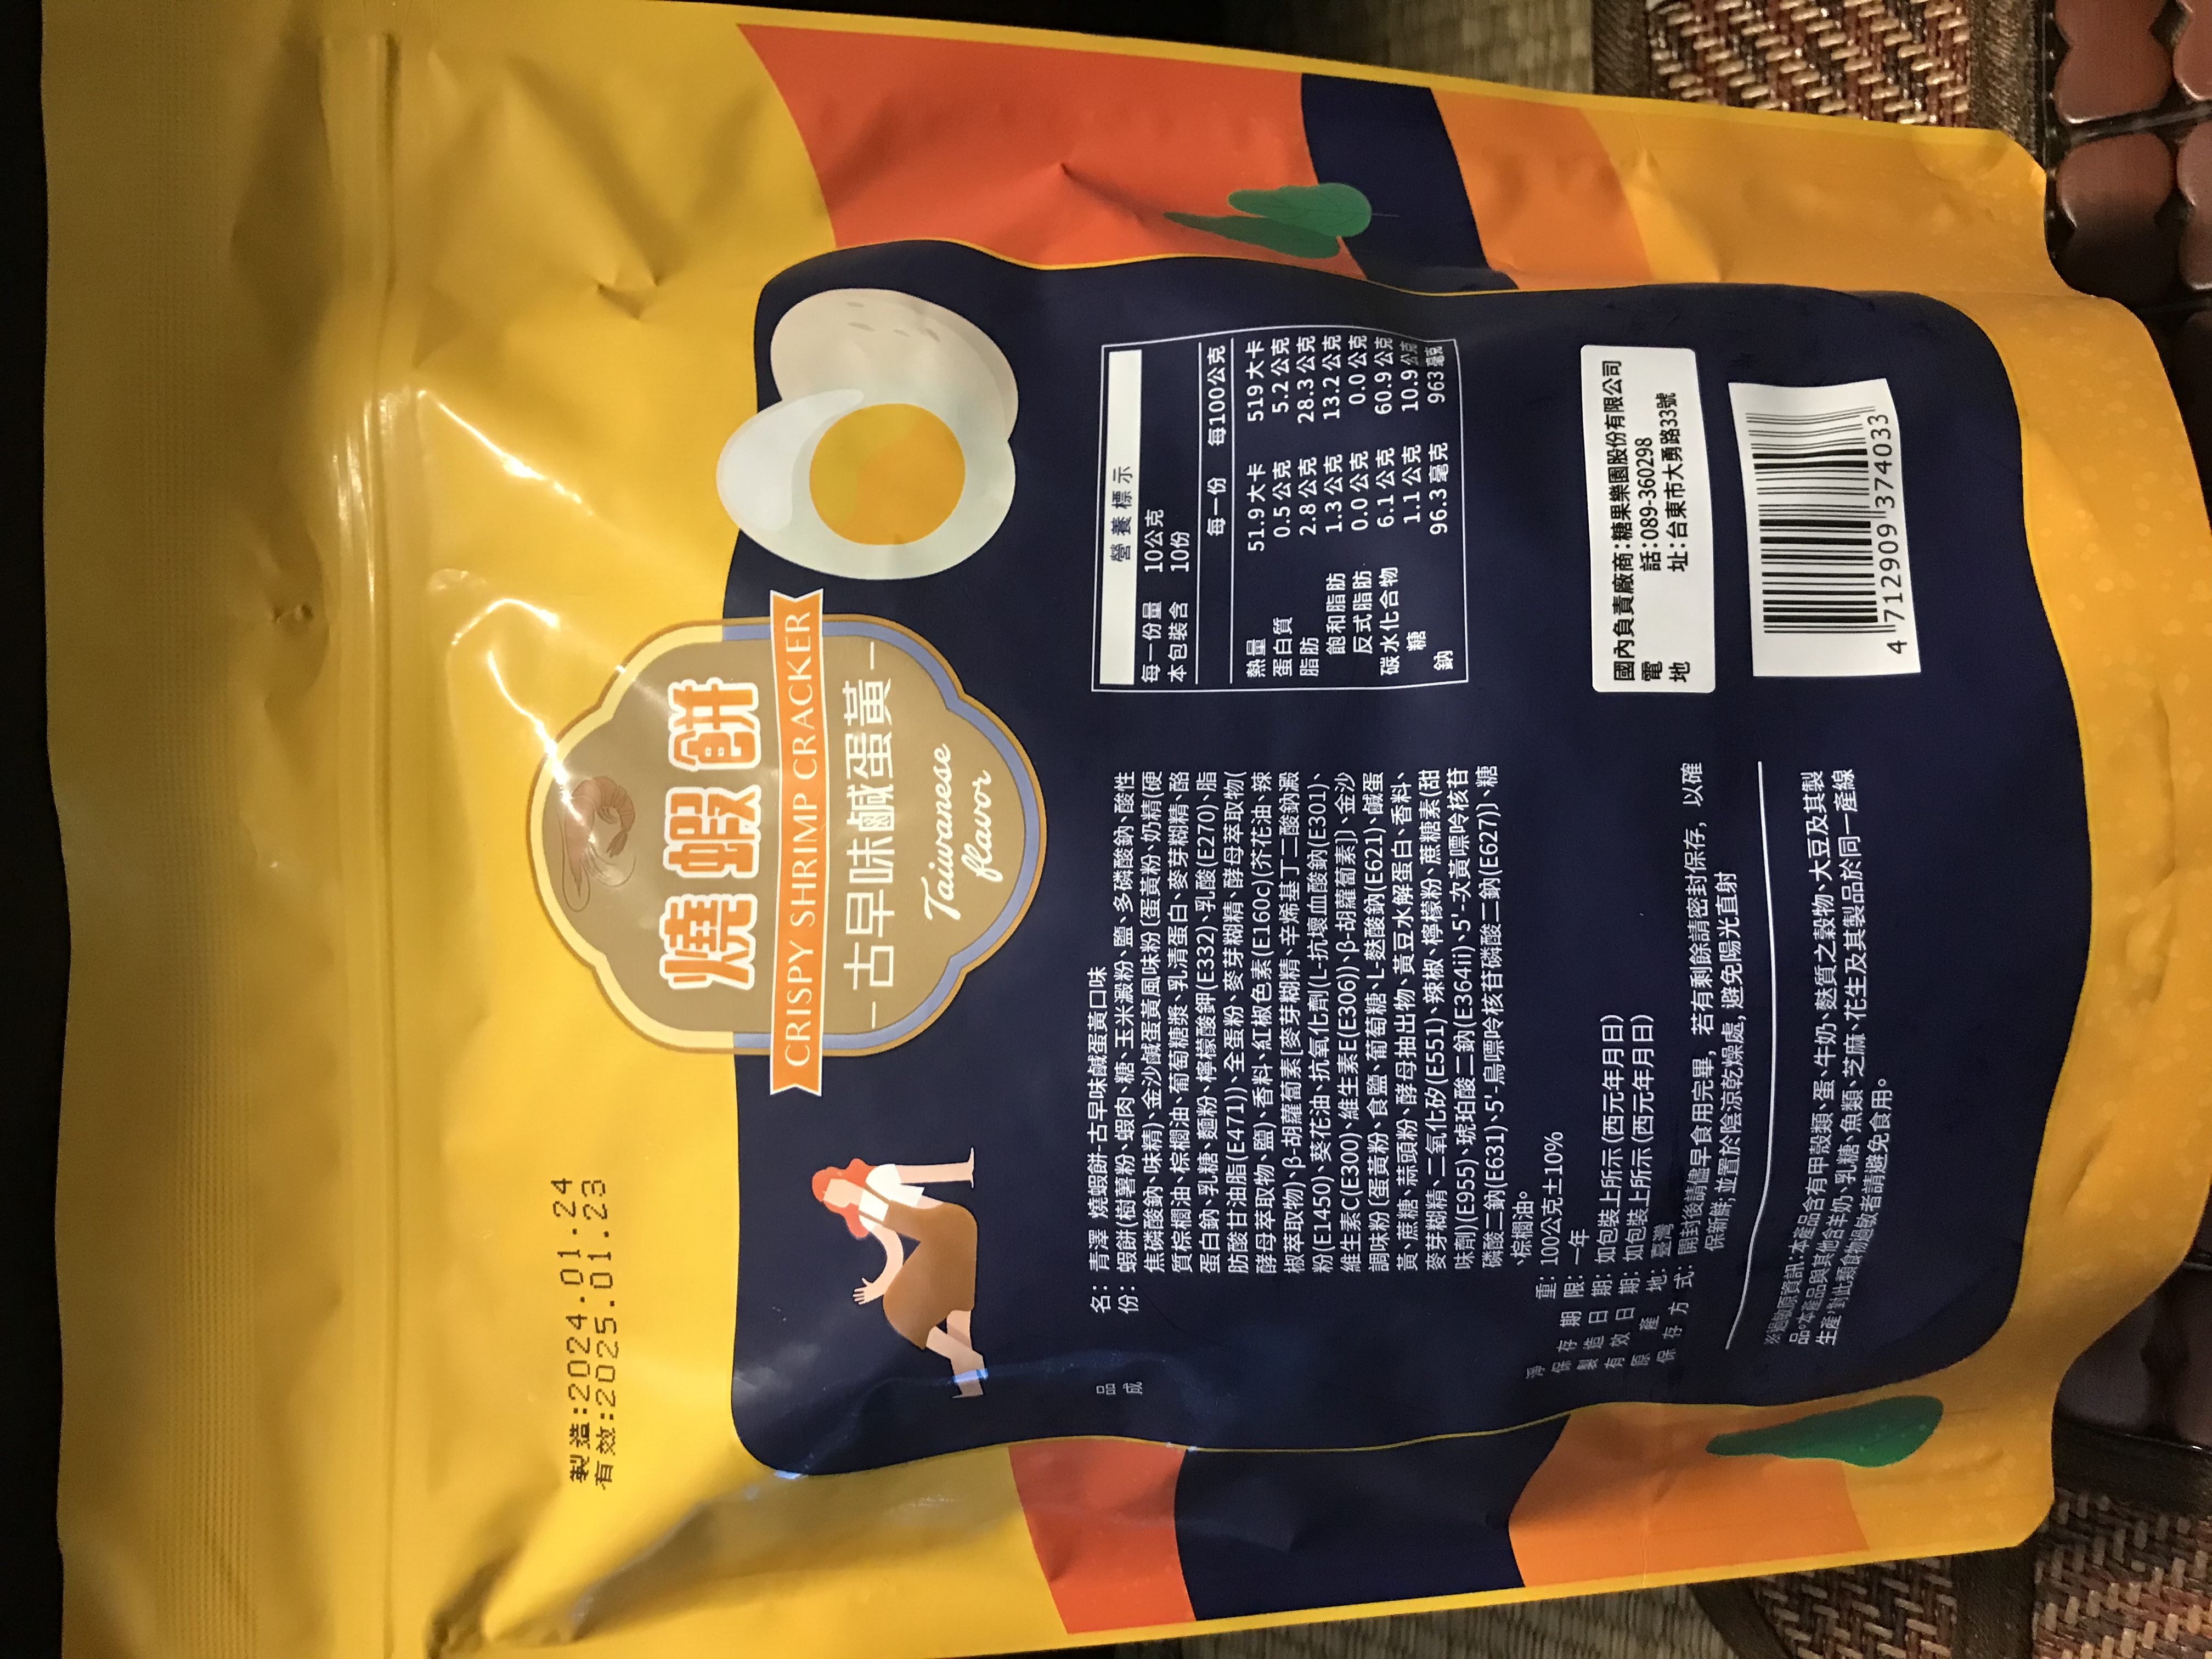 製造:2024.01.24
有效:2025.01.23
燒蝦餅
CRISPY SHRIMP CRACKER
古早味鹹蛋黃
Taiwanese
flavor
品名：青澤 燒蝦餅-古早味鹹蛋黃口味
成份：蝦餅(樹薯粉、蝦肉、糖、玉米澱粉、鹽、多磷酸鈉、酸性
焦磷酸鈉、味精)、金沙鹹蛋黃風味粉{蛋黃粉、奶精(硬
質棕櫚油、棕櫚油、葡萄糖漿、乳清蛋白、麥芽糊精、酪
蛋白鈉、乳糖、麵粉、檸檬酸鉀(E332)、乳酸(E270)、脂
肪酸甘油脂(E471))、全蛋粉、麥芽糊精、酵母萃取物(
酵母萃取物、鹽)、香料、紅椒色素(E160c)(芥花油、辣
椒萃取物)、β-胡蘿蔔素[麥芽糊精、辛烯基丁二酸鈉澱
粉(E1450)、葵花油、抗氧化劑(L-抗壞血酸鈉(E301)、
維生素C(E300)、維生素E(E306))、β-胡蘿蔔素]}、金沙
調味粉{蛋黃粉、食鹽、葡萄糖、L-麩酸鈉(E621)、鹹蛋
黃、蔗糖、蒜頭粉、酵母抽出物、黃豆水解蛋白、香料、
麥芽糊精、二氧化矽(E551)、辣椒、檸檬粉、蔗糖素(甜
味劑)(E955)、琥珀酸二鈉(E364ii)、5'-次黃嘌呤核苷
磷酸二鈉(E631)、5'-鳥嘌呤核苷磷酸二鈉(E627)}、糖
、棕櫚油。
淨重：100公克±10%
保存期限：一年
製造日期：如包裝上所示(西元年月日)
有效日期：如包裝上所示(西元年月日)
原產地：臺灣
保存方式：開封後請儘早食用完畢，若有剩餘請密封保存，以確
保新鮮；並置於陰涼乾燥處，避免陽光直射
※過敏原資訊：本產品含有甲殼類、蛋、牛奶、麩質之穀物、大豆及其製
品。本產品與其他含羊奶、乳糖、魚類、芝麻、花生及其製品於同一產線
生產，對此類食物過敏者請避免食用。
營養標示
每一份量 10公克
本包裝含 10份
每一份 每100公克
熱量 51.9大卡 519大卡
蛋白質 0.5公克 5.2公克
脂肪 2.8公克 28.3公克
飽和脂肪 1.3公克 13.2公克
反式脂肪 0.0公克 0.0公克
碳水化合物 6.1公克 60.9公克
糖 1.1公克 10.9公克
鈉 96.3毫克 963毫克
國內負責廠商：糖果樂園股份有限公司
電話：089-360298
地址：台東市大勇路33號
4 712909 374033